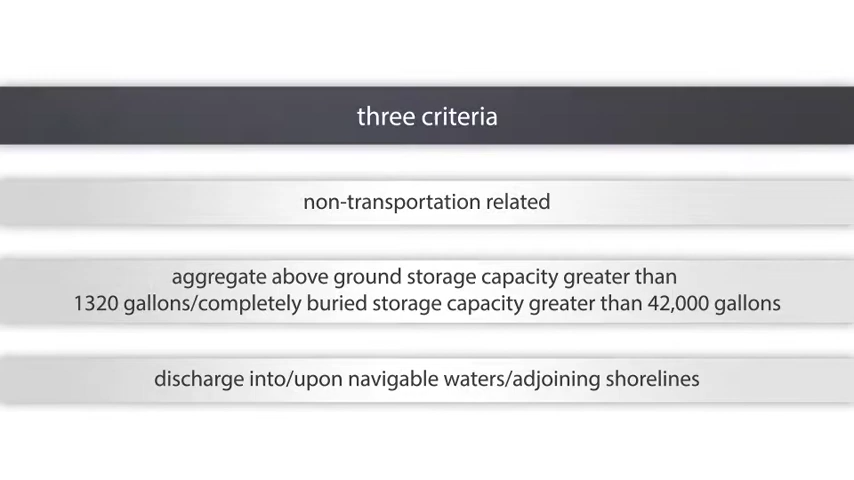 three criteria
non-transportation related
aggregate above ground storage capacity greater than
1320 gallons/completely buried storage capacity greater than 42,000 gallons
discharge into/upon navigable waters/adjoining shorelines